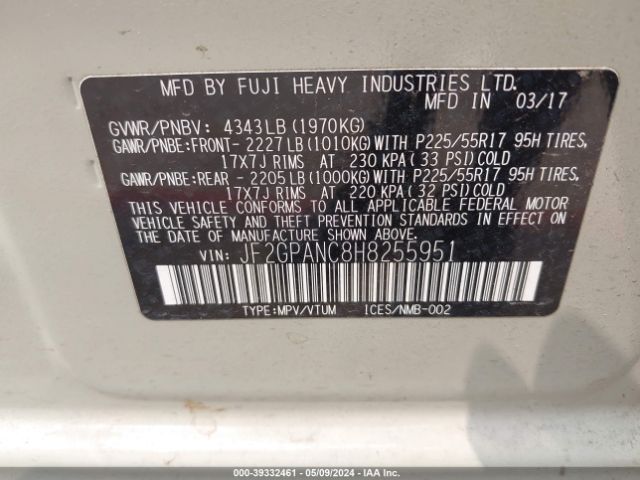 MFD BY FUJI HEAVY INDUSTRIES LTD.
MFD IN 03/17
GVWR/PNBV: 4343LB (1970KG)
GAWR/PNBE:FRONT- 2227LB (1010KG) WITH P225/55R17 95H TIRES,
17X7J RIMS AT 230 KPA (33 PSI) COLD
GAWR/PNBE:REAR - 2205LB (1000KG) WITH P225/55R17 95H TIRES,
17X7J RIMS AT 220 KPA (32 PSI) COLD
THIS VEHICLE CONFORMS TO ALL APPLICABLE FEDERAL MOTOR
VEHICLE SAFETY AND THEFT PREVENTION STANDARDS IN EFFECT ON
THE DATE OF MANUFACTURE SHOWN ABOVE.
VIN: JF2GPANC8H8255951
TYPE:MPV/VTUM ICES/NMB-002
000-39332461 - 05/09/2024 - IAAI.COM